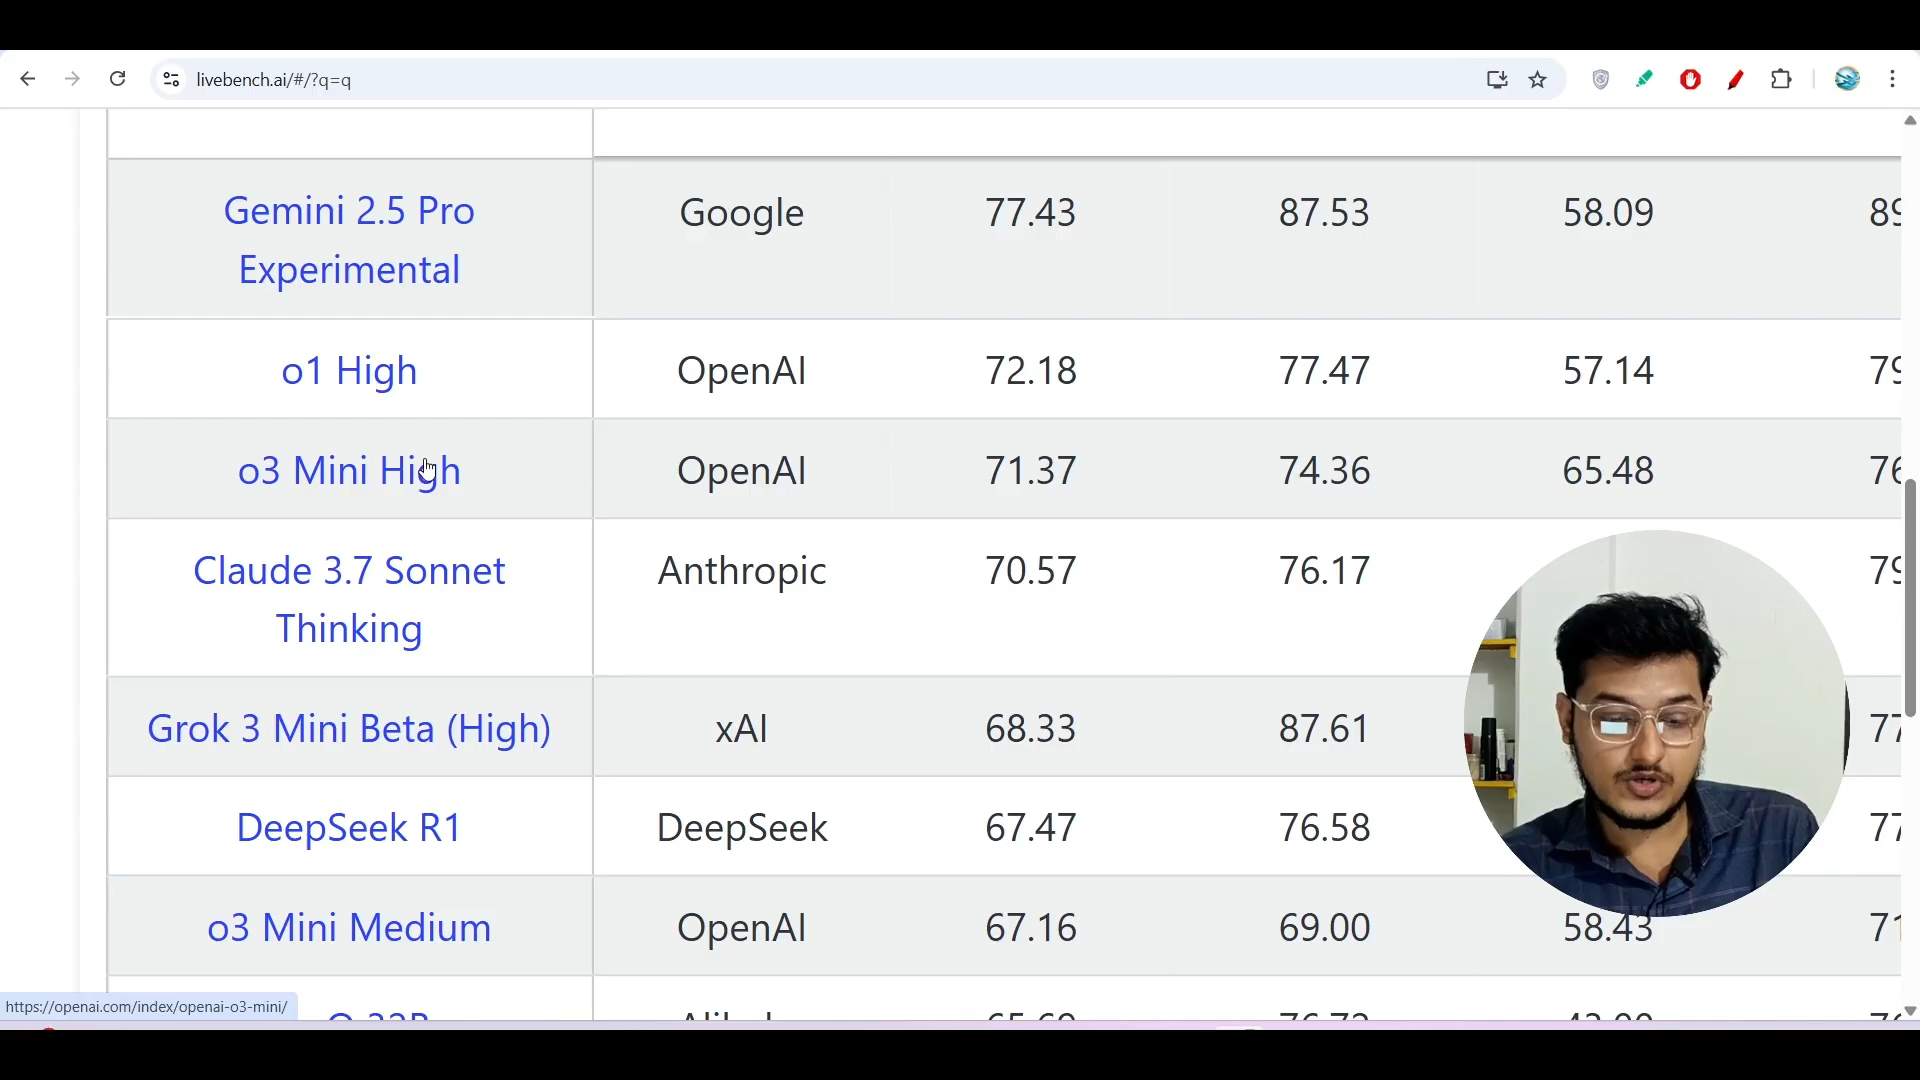 livebench.ai/#/?q=q
Gemini 2.5 Pro Experimental Google 77.43 87.53 58.09
o1 High OpenAI 72.18 77.47 57.14
o3 Mini High OpenAI 71.37 74.36 65.48
Claude 3.7 Sonnet Thinking Anthropic 70.57 76.17
Grok 3 Mini Beta (High) xAI 68.33 87.61
DeepSeek R1 DeepSeek 67.47 76.58
o3 Mini Medium OpenAI 67.16 69.00 58.43
https://openai.com/index/openai-o3-mini/